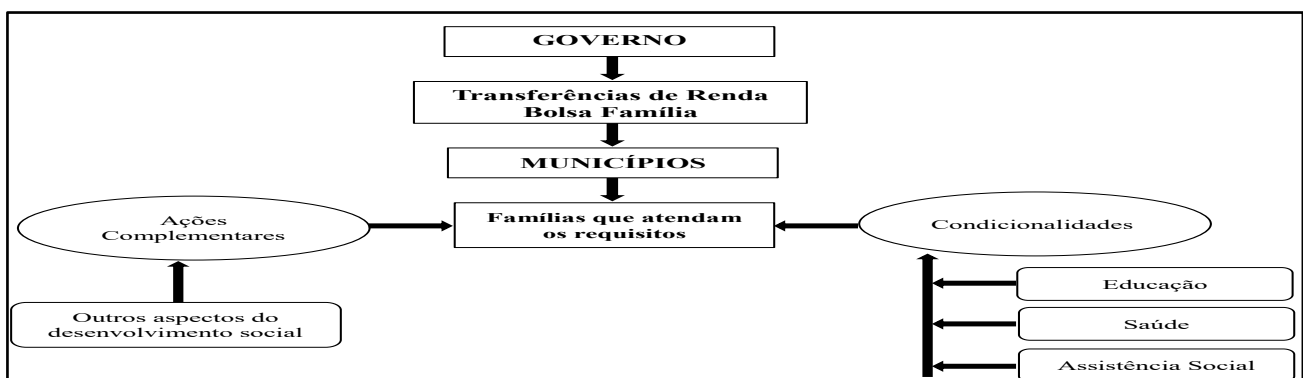 GOVERNO
Transferências de Renda
Bolsa Família
MUNICÍPIOS
Ações
Complementares
Famílias que atendam
os requisitos
Condicionalidades
Outros aspectos do
desenvolvimento social
Educação
Saúde
Assistência Social